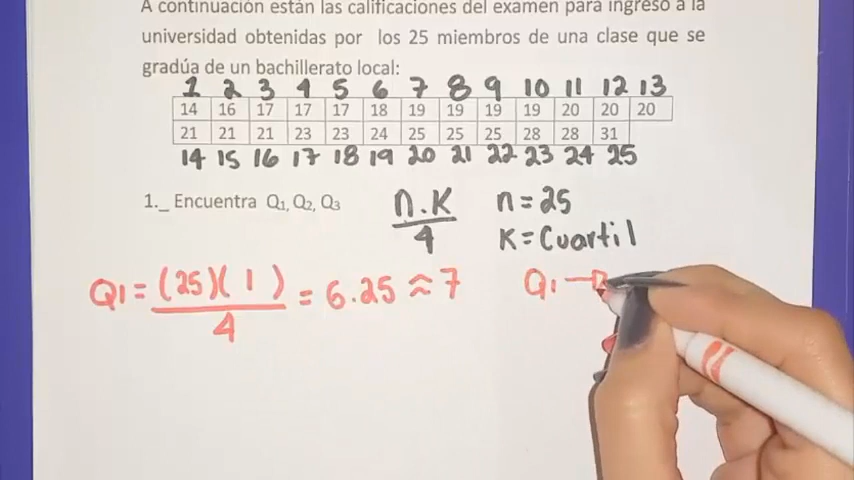 A continuación están las calificaciones del examen para ingreso a la
universidad obtenidas por los 25 miembros de una clase que se
gradúa de un bachillerato local:
1 2 3 4 5 6 7 8 9 10 11 12 13
14 16 17 17 17 18 19 19 19 19 20 20 20
21 21 21 23 23 24 25 25 25 28 28 31
14 15 16 17 18 19 20 21 22 23 24 25
1._ Encuentra Q1, Q2, Q3
n.K/4
n=25
K=Cuartil
Q1=(25)(1)/4=6.25≈7
Q1